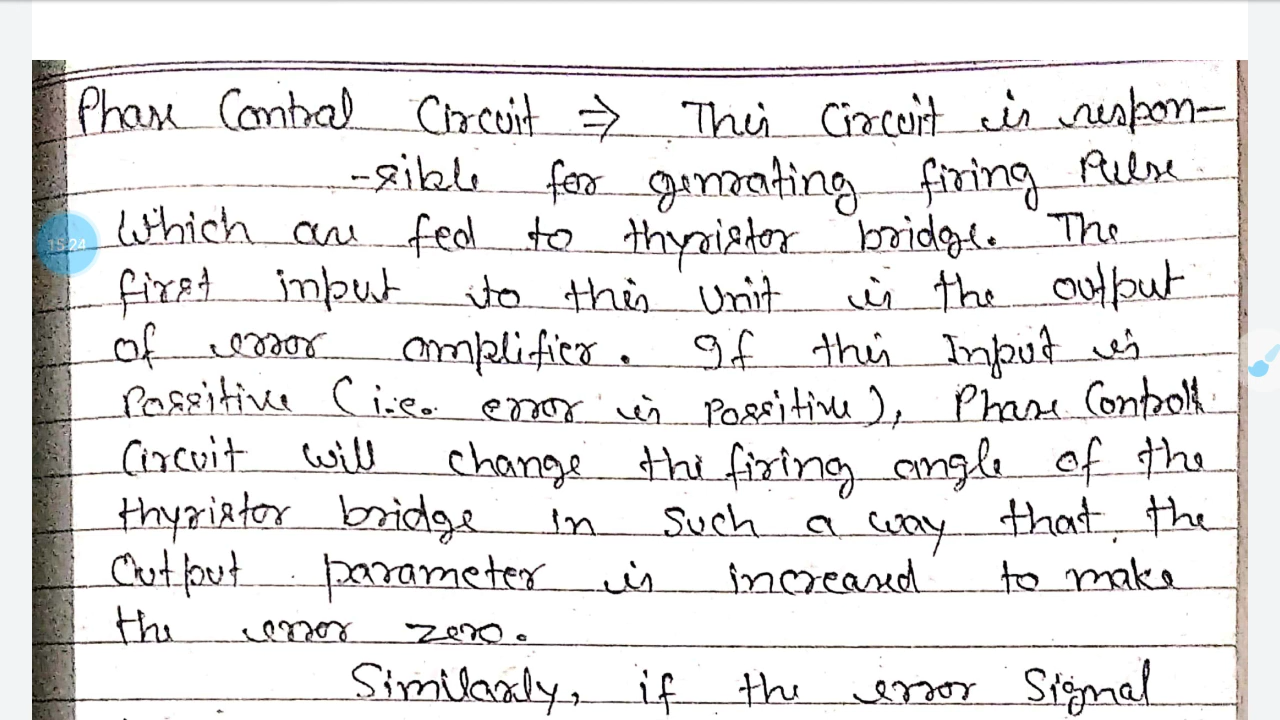 Phase Control Circuit ⇒ This Circuit is respon-
-sible for genrating firing Pulse
15:24
Which are fed to thyristor bridge. The
first input to this unit is the output
of error amplifier. If this Input is
Possitive (i.e. error is possitive), Phase Controll
Circuit will change the firing angle of the
thyristor bridge in such a way that the
Output parameter is increased to make
the error zero.
Similarly, if the error Signal